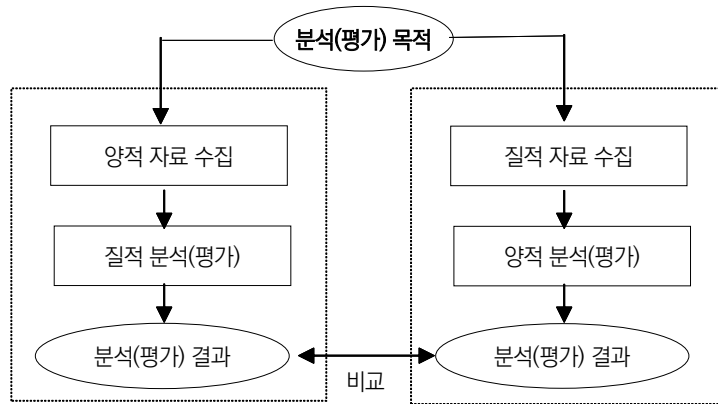 분석(평가) 목적
양적 자료 수집
질적 자료 수집
질적 분석(평가)
양적 분석(평가)
분석(평가) 결과
분석(평가) 결과
비교